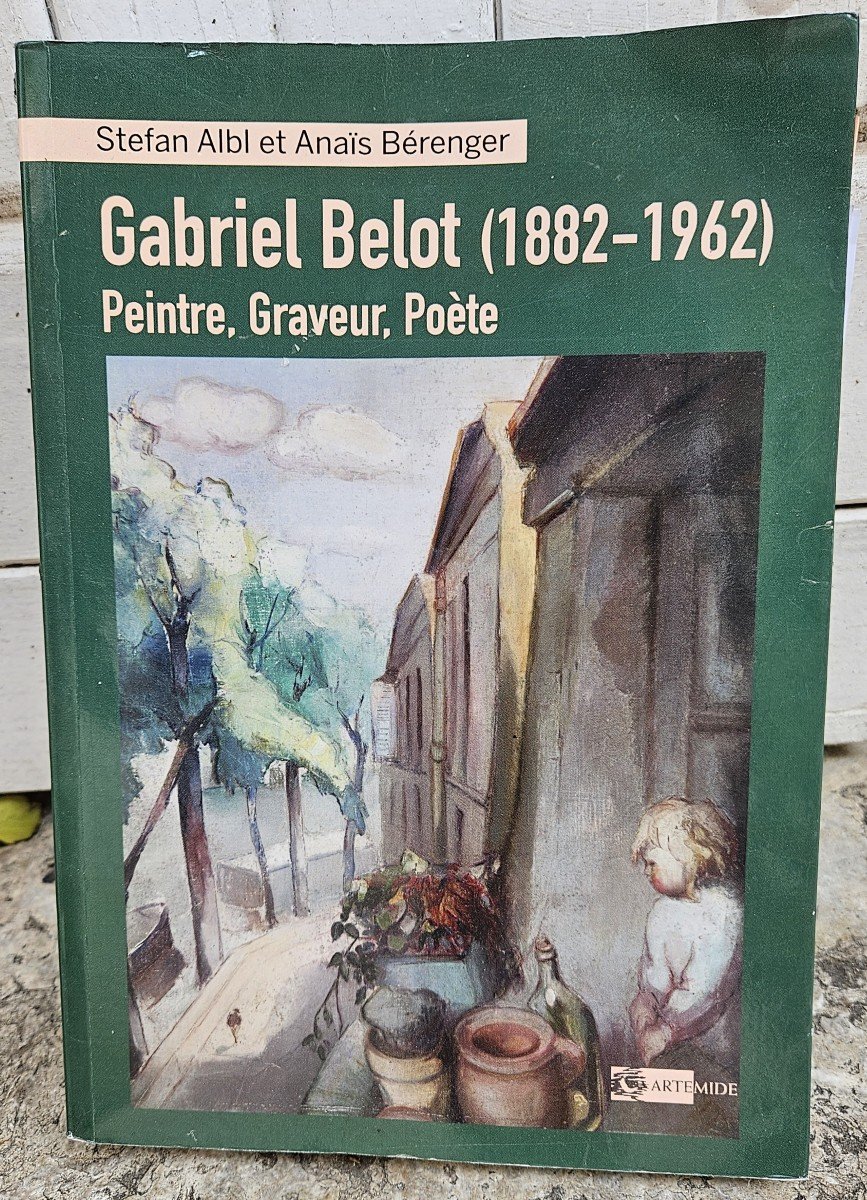 Stefan Albl et Anaïs Bérenger
Gabriel Belot (1882-1962)
Peintre, Graveur, Poète
ARTEMIDE